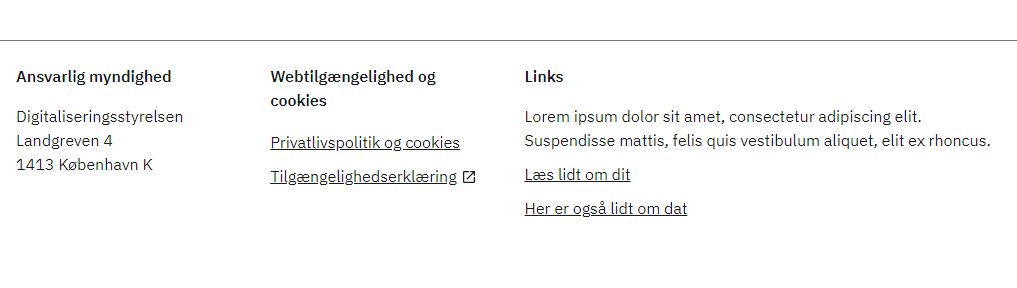 Ansvarlig myndighed
Digitaliseringsstyrelsen
Landgreven 4
1413 København K
Webtilgængelighed og
cookies
Privatlivspolitik og cookies
Tilgængelighedserklæring
Links
Lorem ipsum dolor sit amet, consectetur adipiscing elit.
Suspendisse mattis, felis quis vestibulum aliquet, elit ex rhoncus.
Læs lidt om dit
Her er også lidt om dat